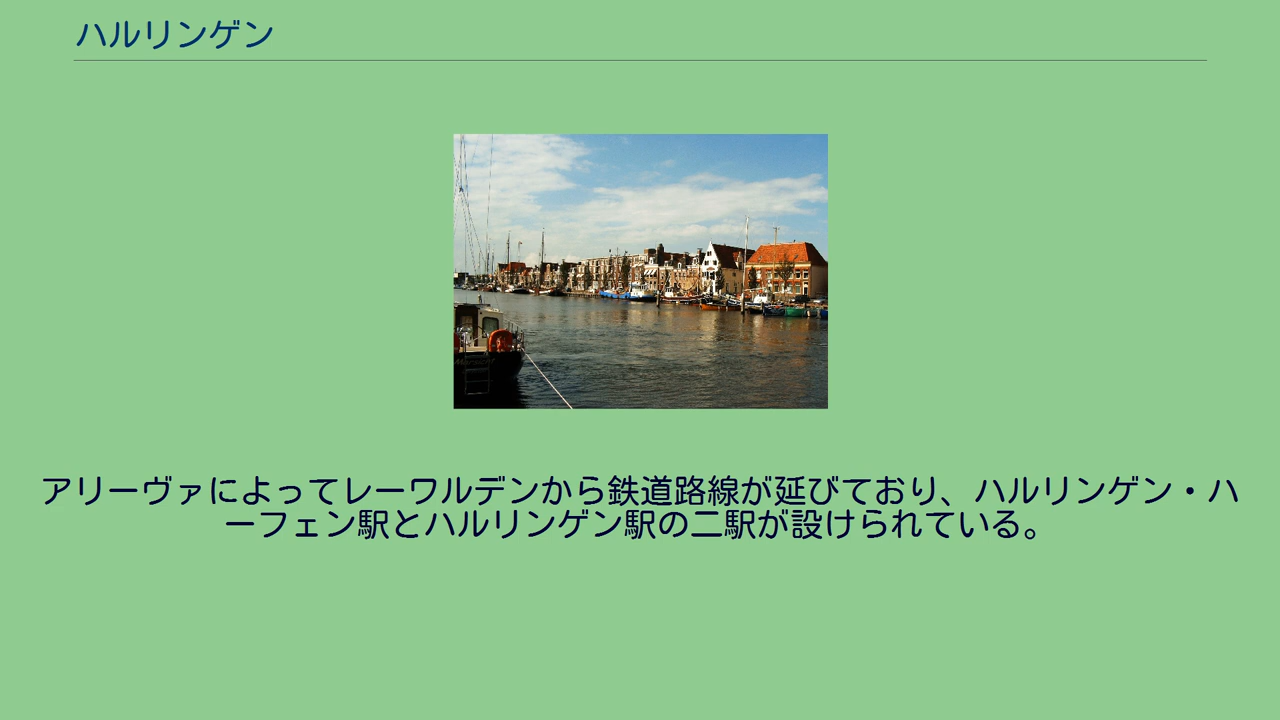 ハルリンゲン
アリーヴァによってレーワルデンから鉄道路線が延びており、ハルリンゲン・ハ
ーフェン駅とハルリンゲン駅の二駅が設けられている。